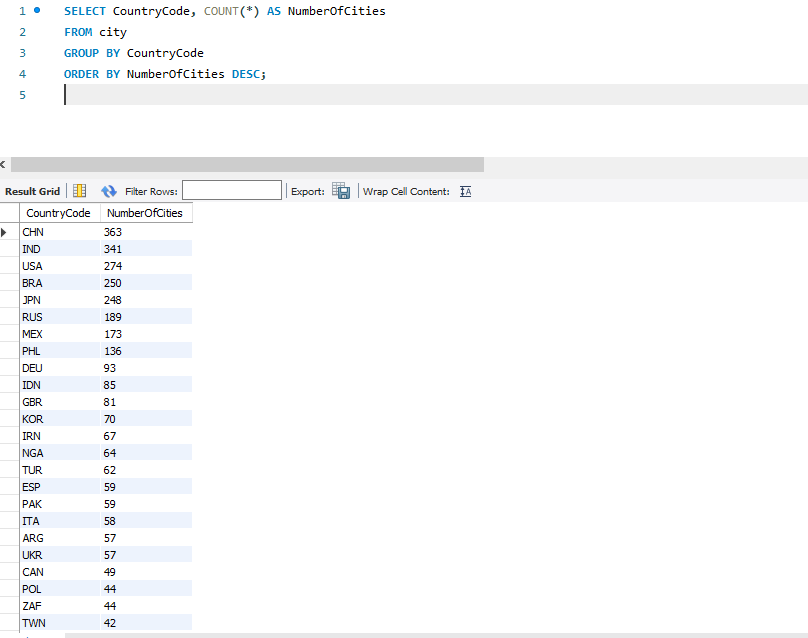 1 SELECT CountryCode, COUNT(*) AS NumberOfCities
2 FROM city
3 GROUP BY CountryCode
4 ORDER BY NumberOfCities DESC;
5
Result Grid Filter Rows: Export: Wrap Cell Content: IA
CountryCode NumberOfCities
CHN 363
IND 341
USA 274
BRA 250
JPN 248
RUS 189
MEX 173
PHL 136
DEU 93
IDN 85
GBR 81
KOR 70
IRN 67
NGA 64
TUR 62
ESP 59
PAK 59
ITA 58
ARG 57
UKR 57
CAN 49
POL 44
ZAF 44
TWN 42